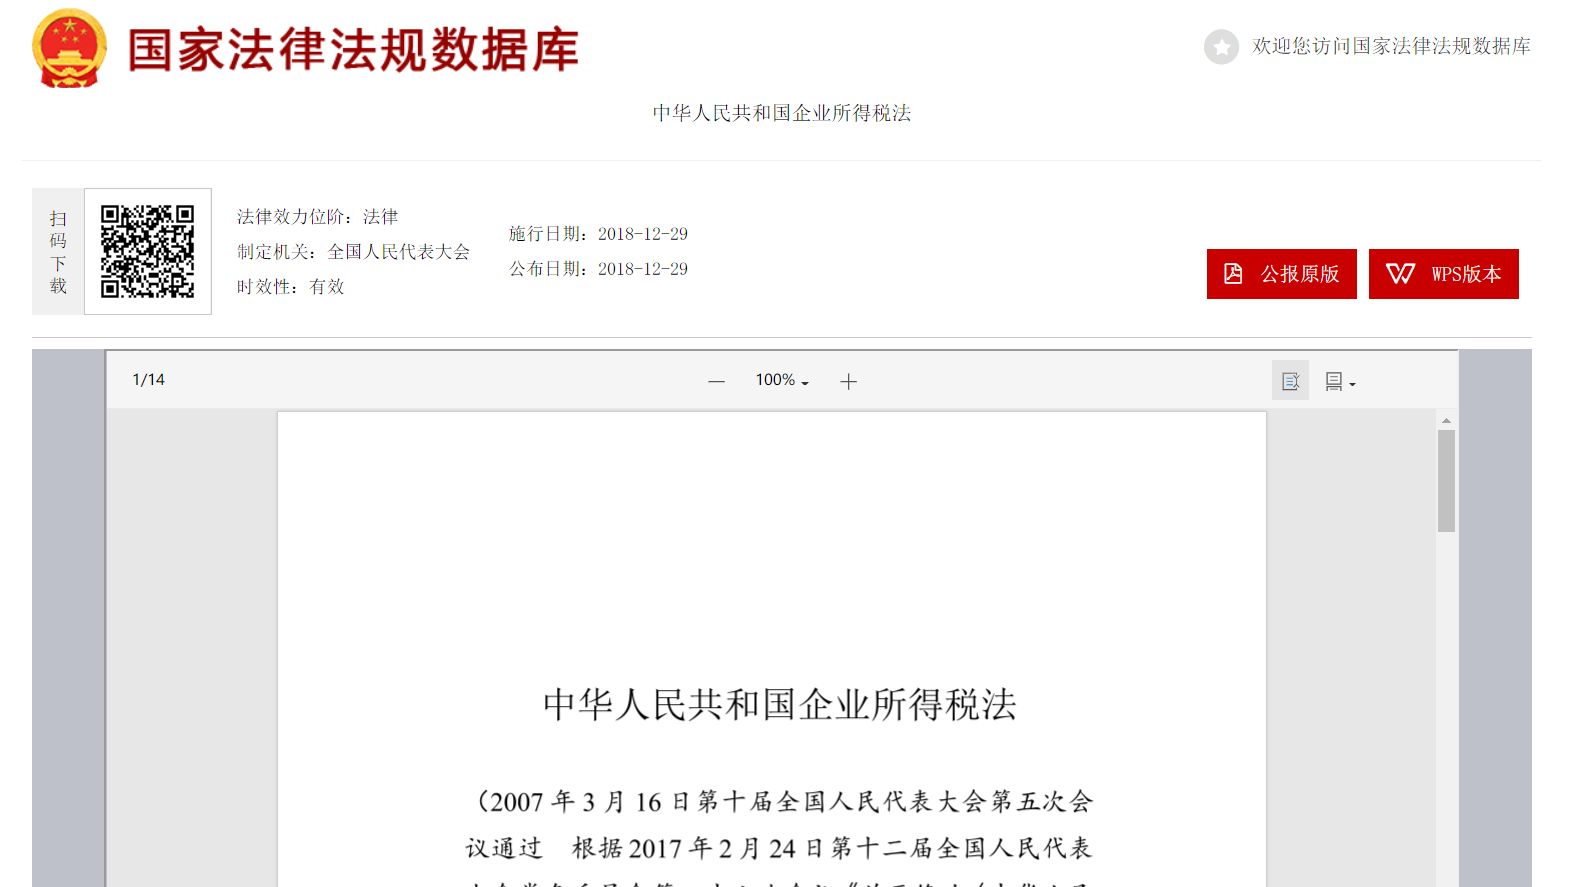 国家法律法规数据库
欢迎您访问国家法律法规数据库
中华人民共和国企业所得税法
扫码下载
法律效力位阶：法律
制定机关：全国人民代表大会
时效性：有效
施行日期：2018-12-29
公布日期：2018-12-29
公报原版
WPS版本
1/14
100%
中华人民共和国企业所得税法
（2007 年 3 月 16 日第十届全国人民代表大会第五次会
议通过　根据 2017 年 2 月 24 日第十二届全国人民代表